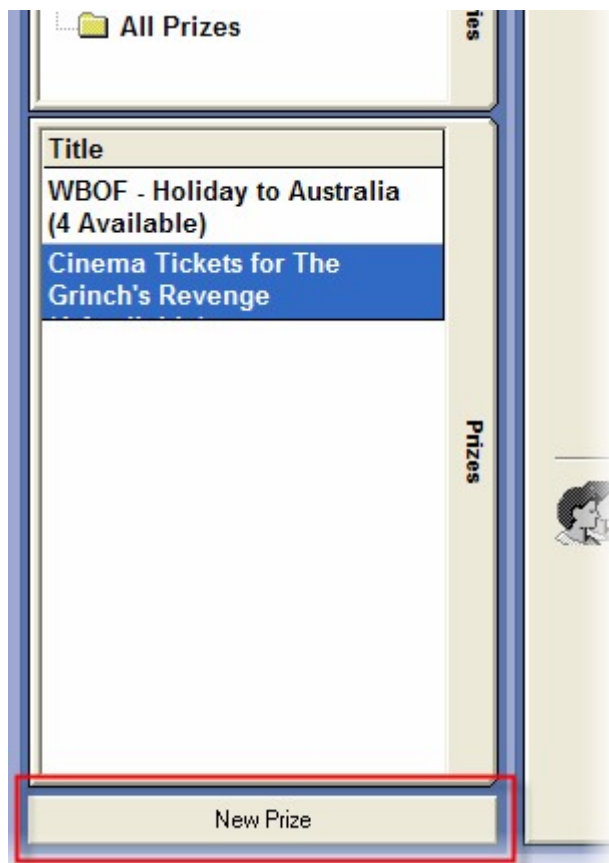 All Prizes
ies
Title
WBOF - Holiday to Australia
(4 Available)
Cinema Tickets for The
Grinch's Revenge
Prizes
New Prize